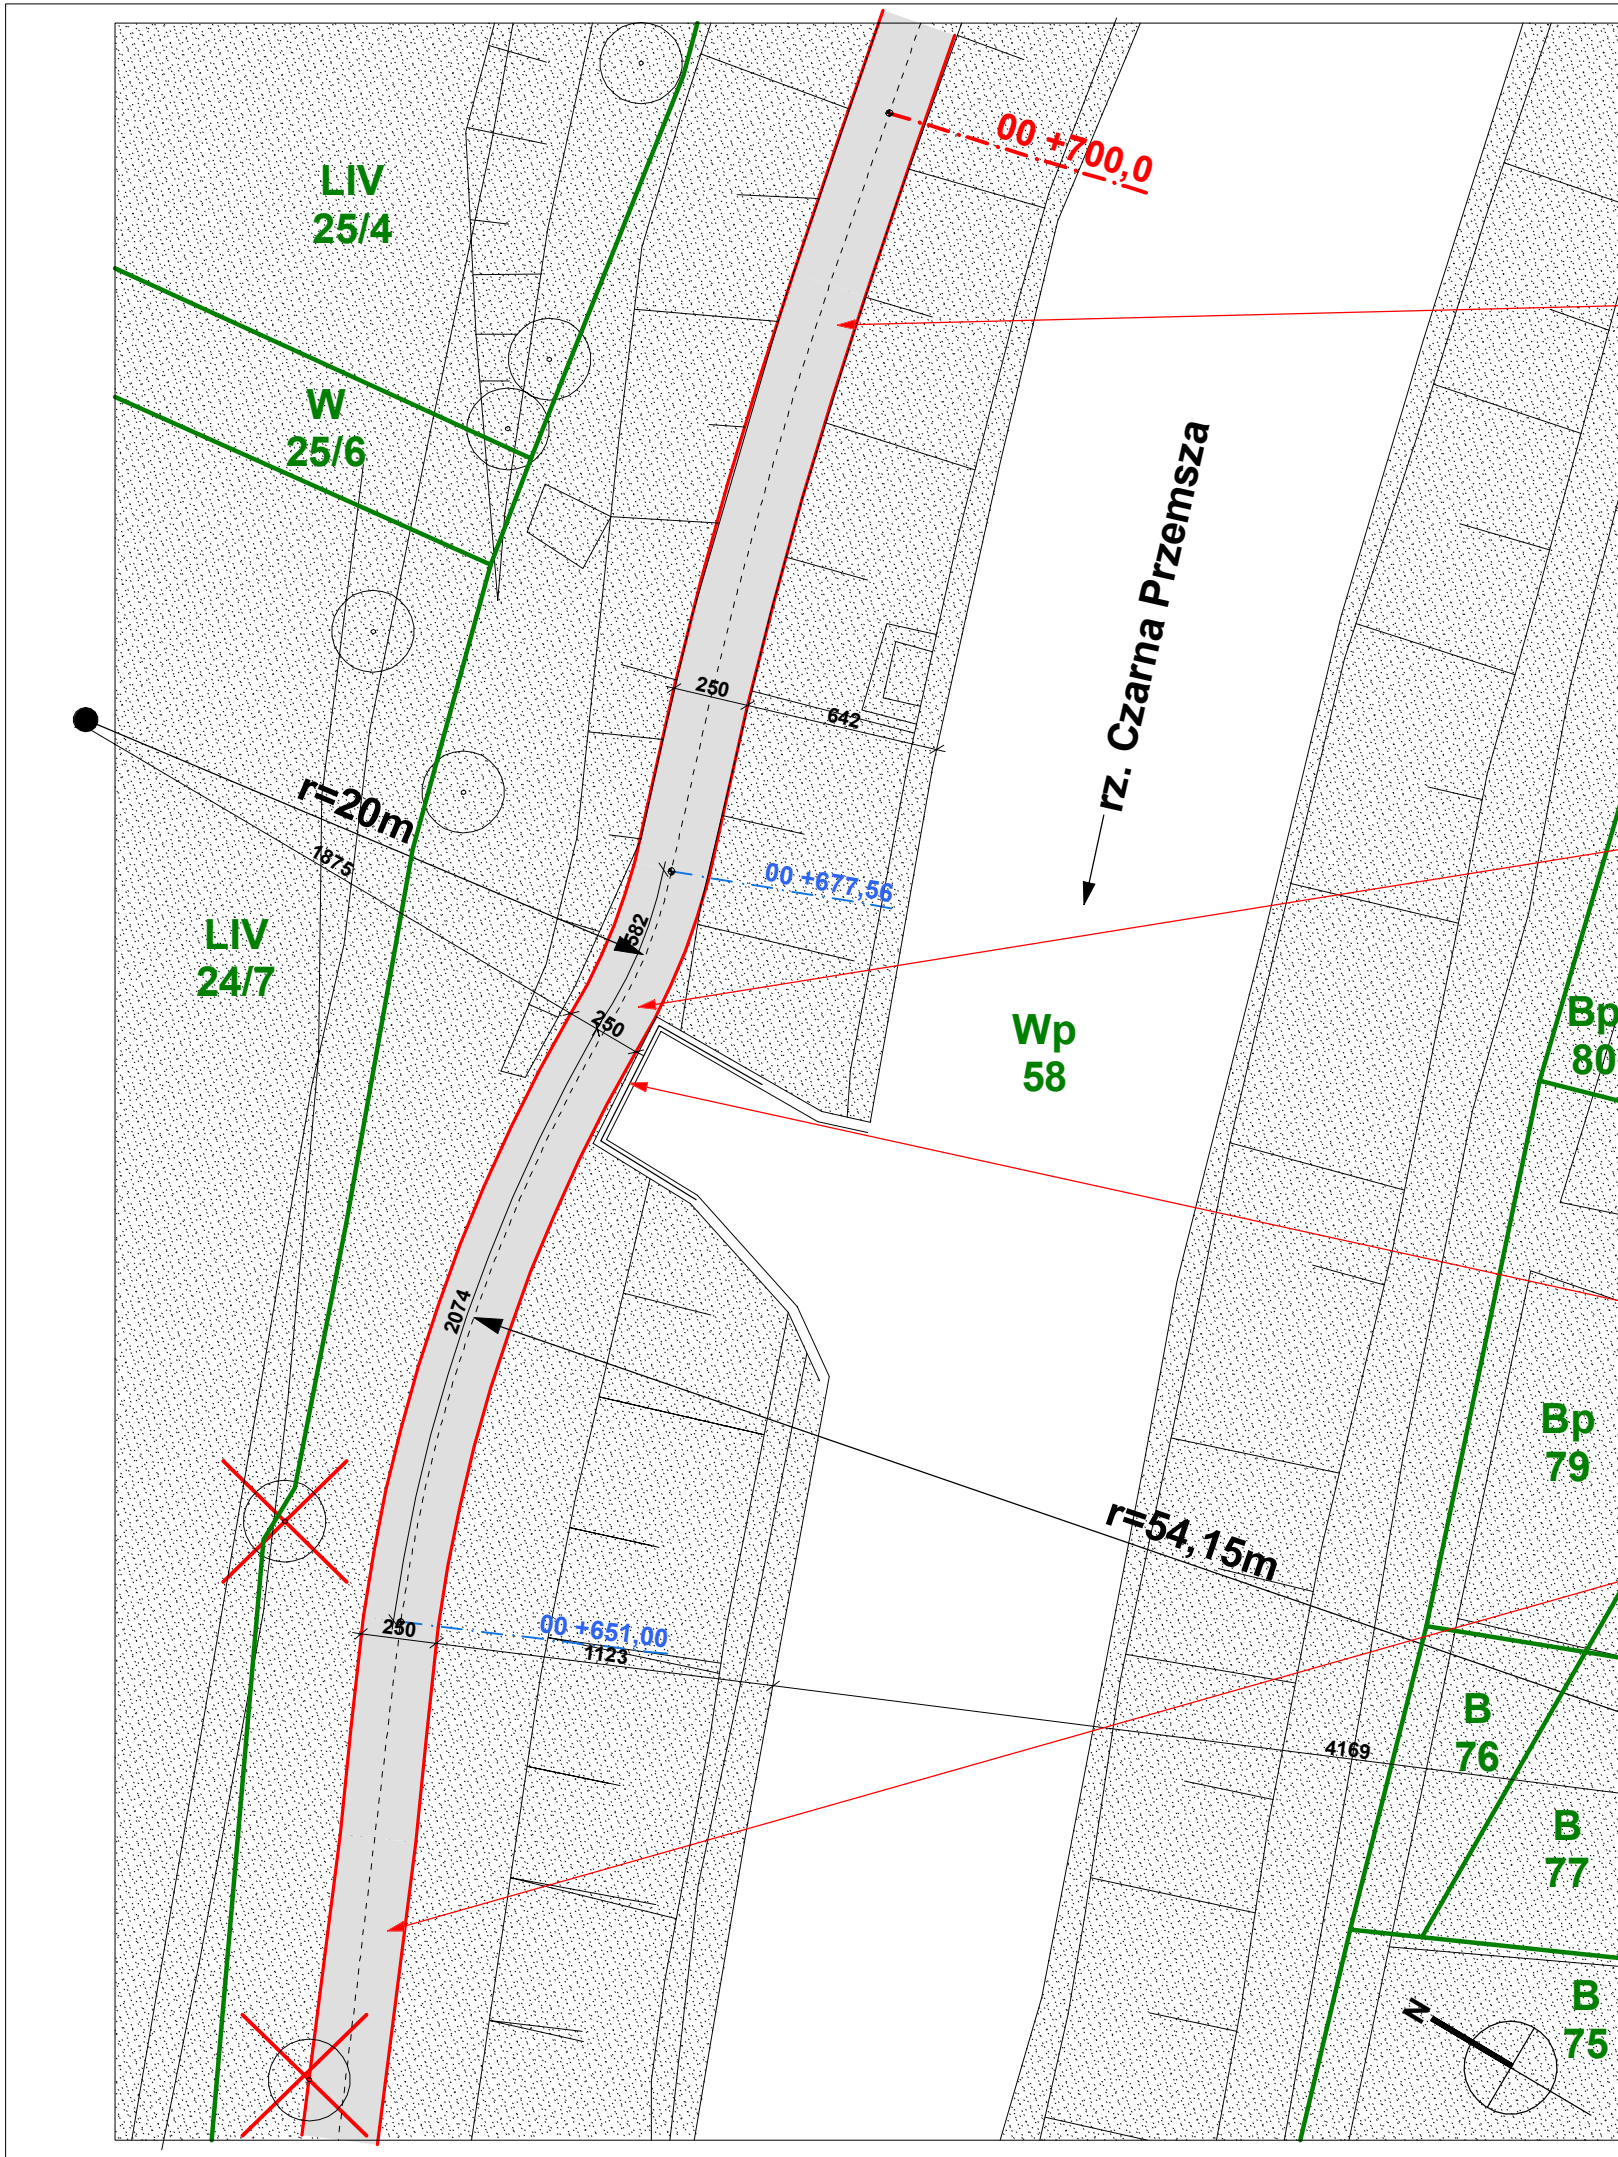 00 +700,0
LIV
25/4
W
25/6
rz. Czarna Przemsza
250
642
r=20m
1875
00 +677,56
582
LIV
24/7
250
Wp
58
Bp
80
2074
Bp
79
r=54,15m
250
00 +651,00
1123
4169
B
76
B
77
B
75
N